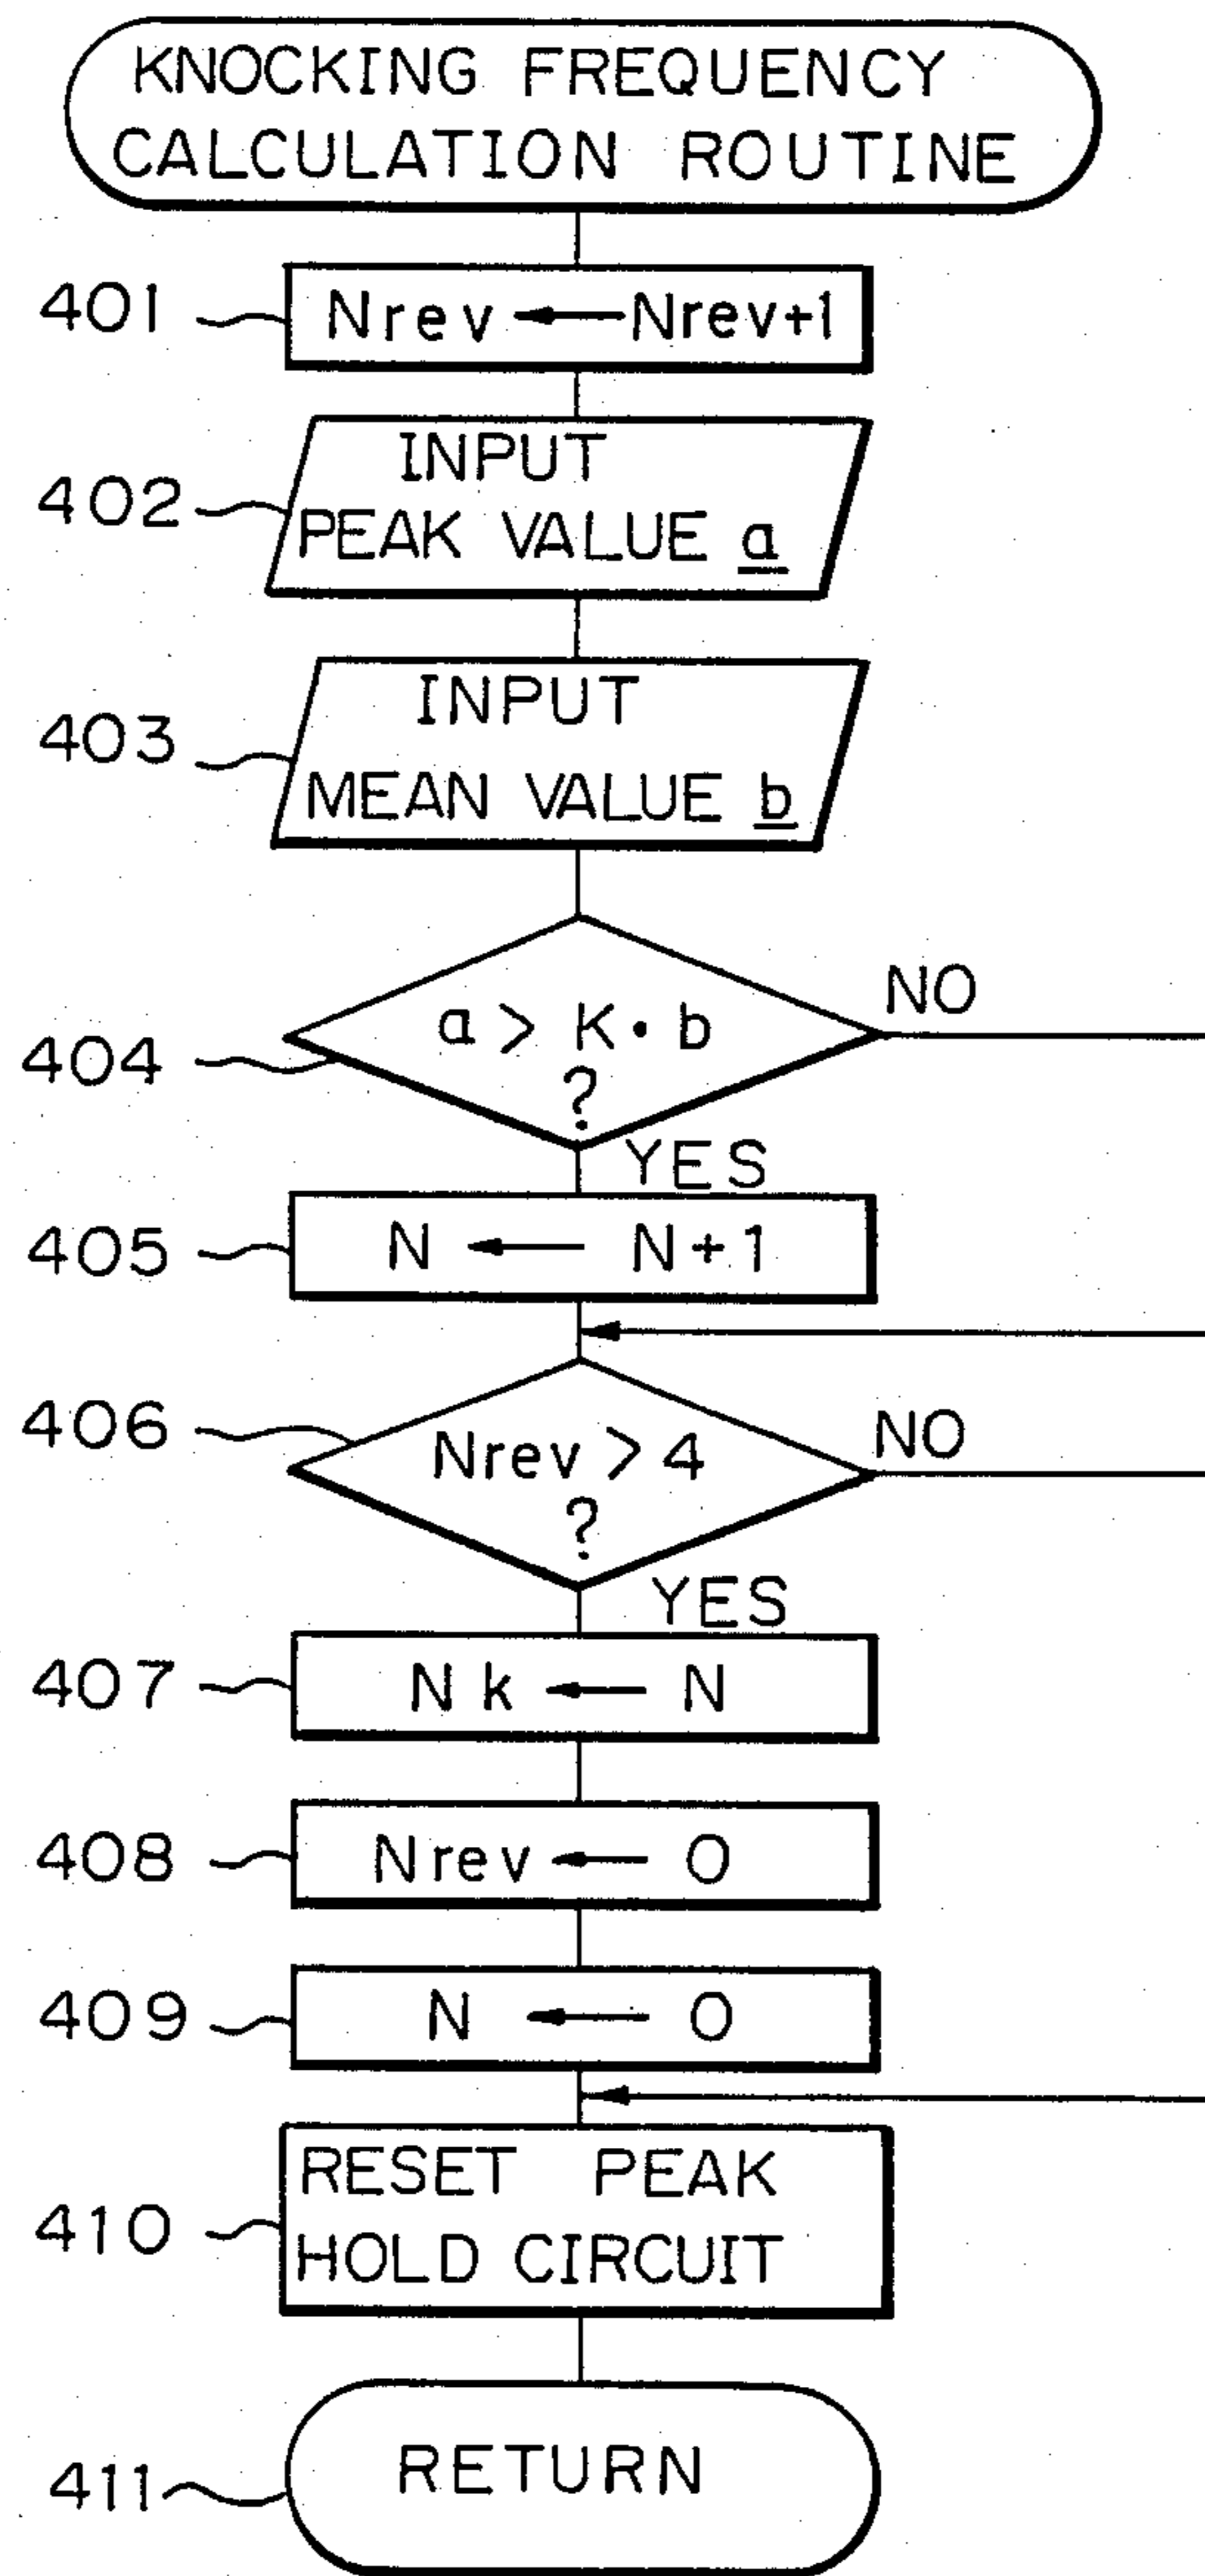 KNOCKING FREQUENCY
CALCULATION ROUTINE
401
Nrev ← Nrev+1
402
INPUT
PEAK VALUE a
403
INPUT
MEAN VALUE b
404
a > K · b
?
NO
YES
405
N ← N+1
406
Nrev > 4
?
NO
YES
407
Nk ← N
408
Nrev ← 0
409
N ← 0
410
RESET PEAK
HOLD CIRCUIT
411
RETURN